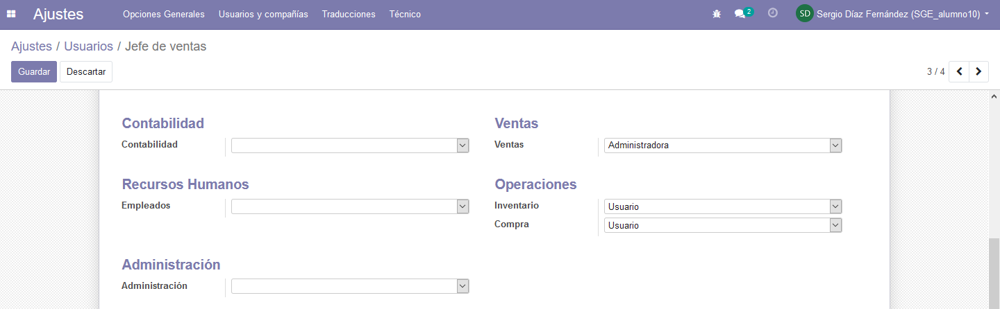 Ajustes Opciones Generales Usuarios y compañías Traducciones Técnico 2 SD Sergio Díaz Fernández (SGE_alumno10)
Ajustes / Usuarios / Jefe de ventas
Guardar Descartar 3 / 4
Contabilidad Ventas
Contabilidad Ventas Administradora
Recursos Humanos Operaciones
Empleados Inventario Usuario
Compra Usuario
Administración
Administración